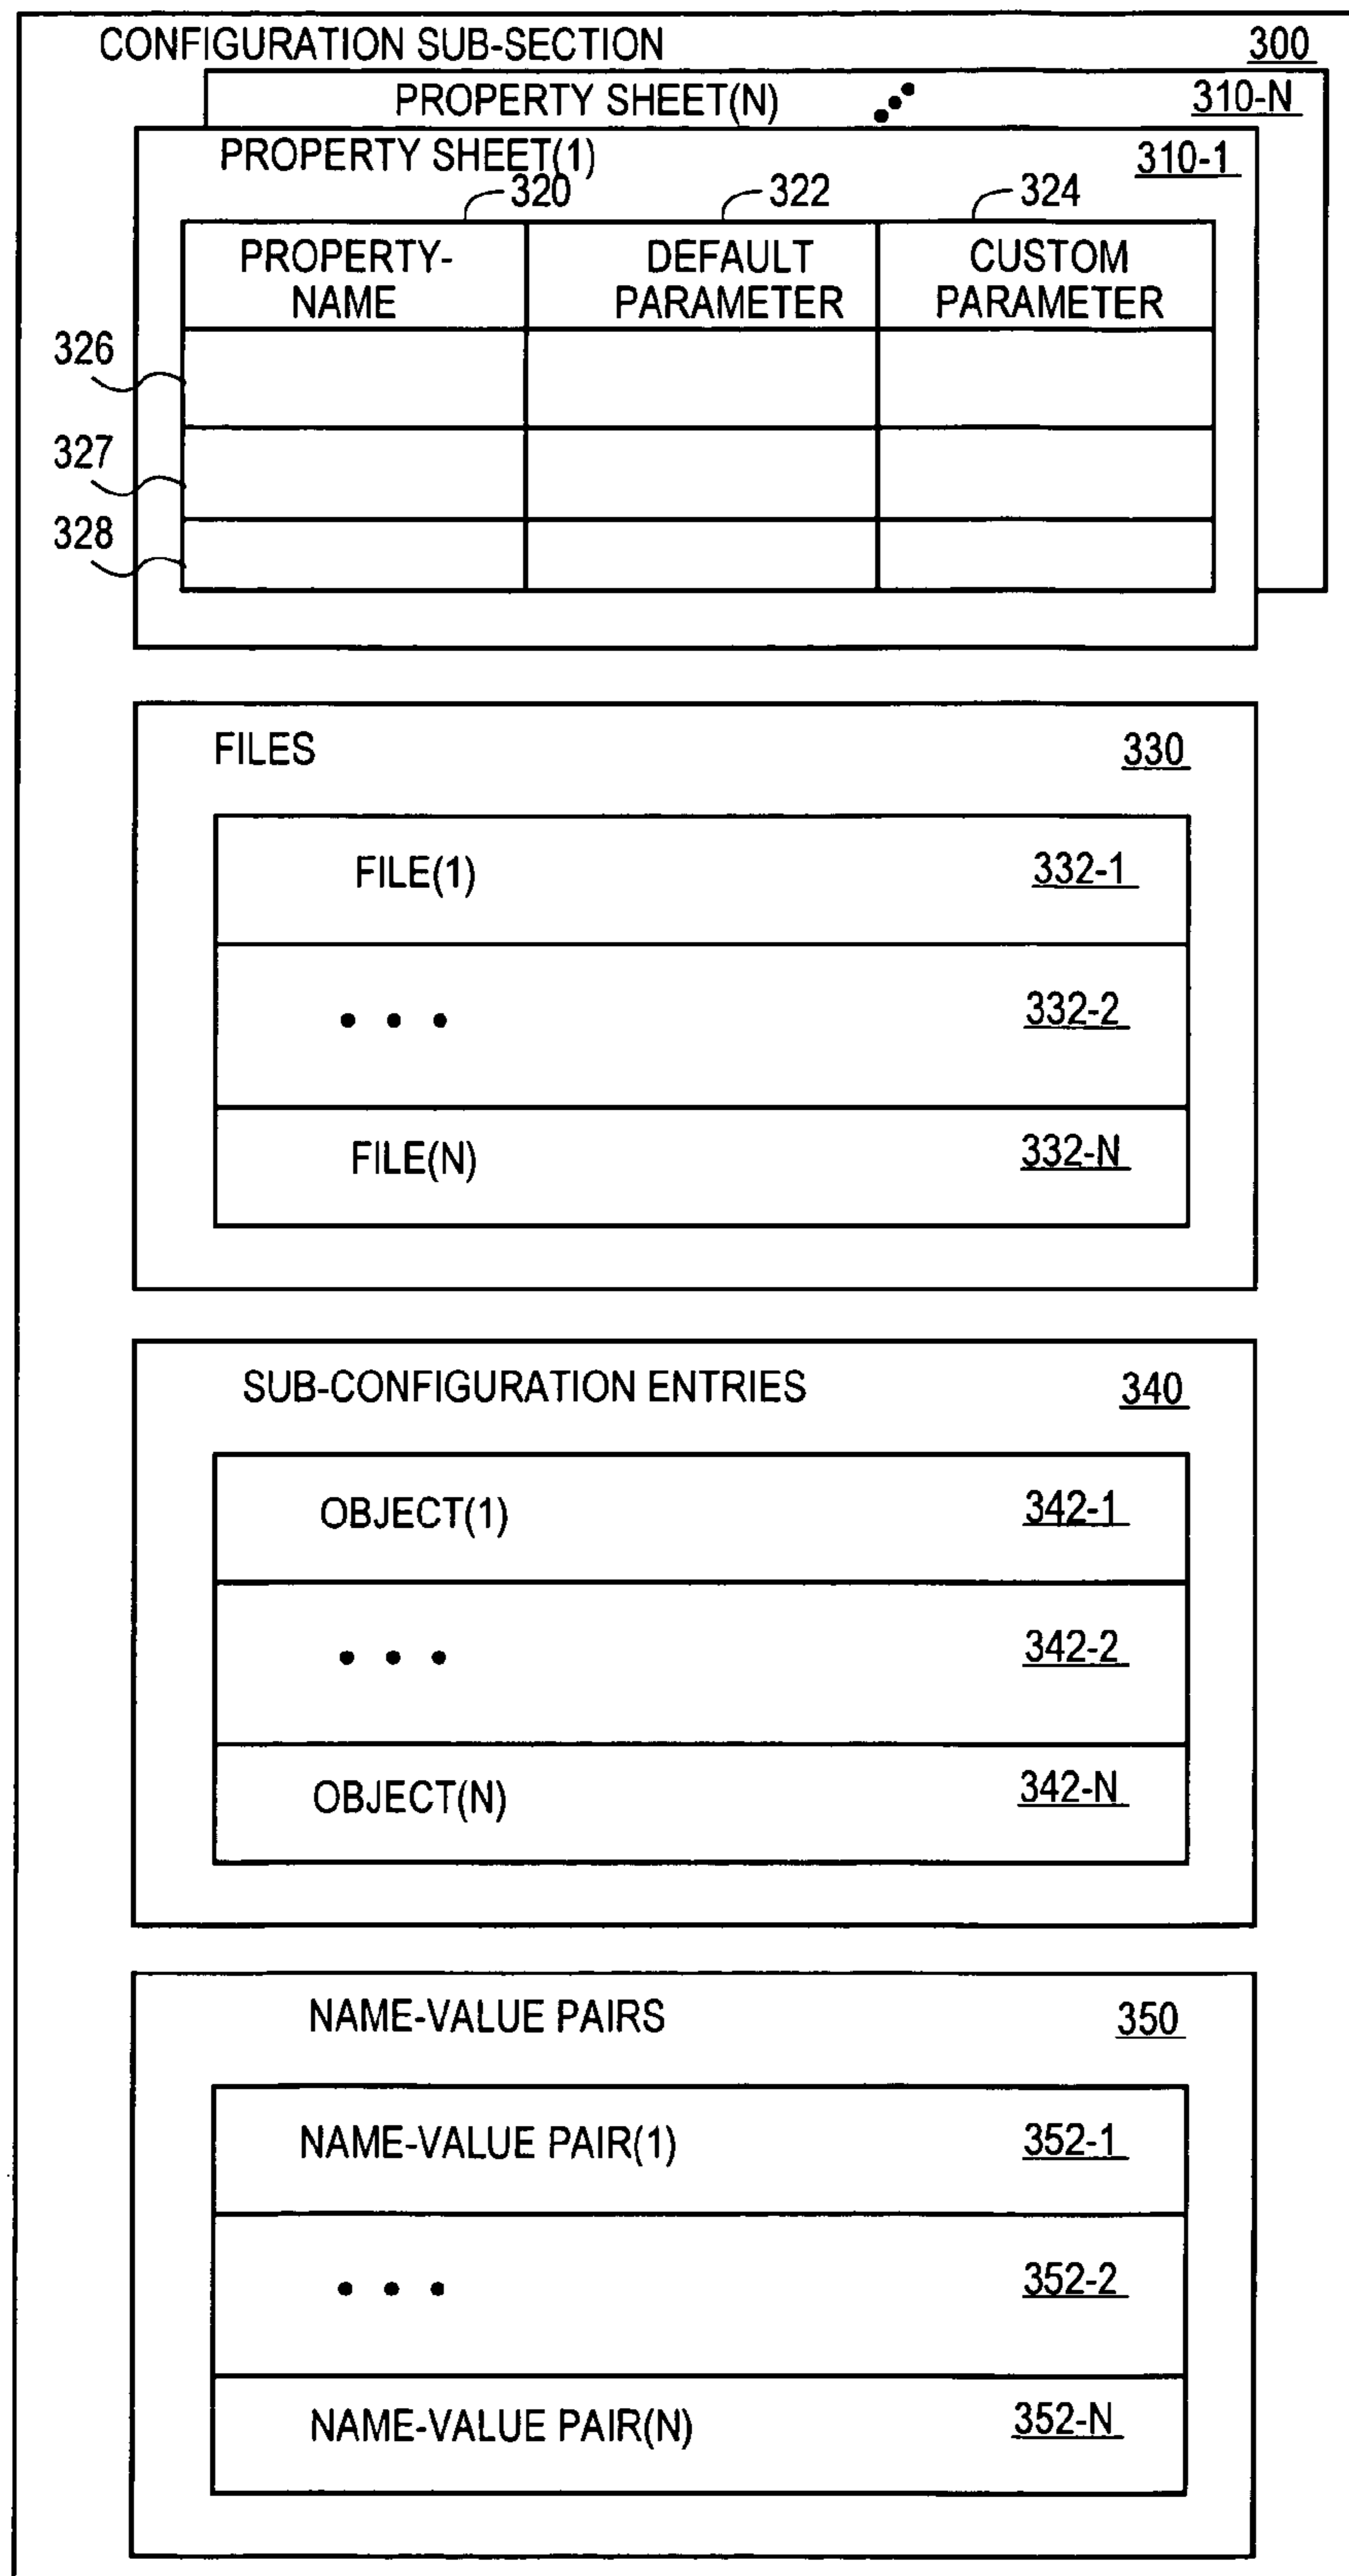 CONFIGURATION SUB-SECTION 300
PROPERTY SHEET(N) 310-N
PROPERTY SHEET(1) 310-1
320 322 324
PROPERTY-NAME DEFAULT PARAMETER CUSTOM PARAMETER
326
327
328
FILES 330
FILE(1) 332-1
• • • 332-2
FILE(N) 332-N
SUB-CONFIGURATION ENTRIES 340
OBJECT(1) 342-1
• • • 342-2
OBJECT(N) 342-N
NAME-VALUE PAIRS 350
NAME-VALUE PAIR(1) 352-1
• • • 352-2
NAME-VALUE PAIR(N) 352-N